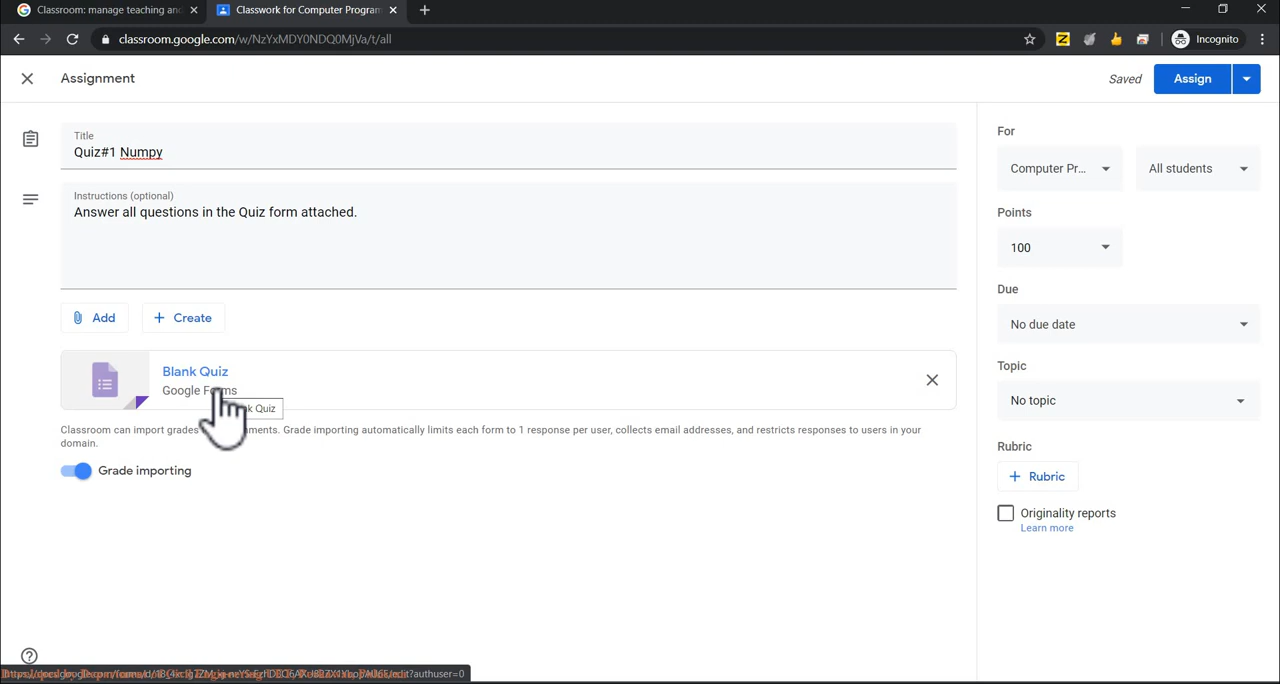 Classroom: manage teaching and
Classwork for Computer Program
classroom.google.com/w/NzYxMDY0NDQ0MjVa/t/all
Incognito
Assignment
Saved
Assign
Title
Quiz#1 Numpy
Instructions (optional)
Answer all questions in the Quiz form attached.
Add
Create
Blank Quiz
Google Forms
Quiz
Classroom can import grades
Grade importing automatically limits each form to 1 response per user, collects email addresses, and restricts responses to users in your
domain.
Grade importing
For
Computer Pr...
All students
Points
100
Due
No due date
Topic
No topic
Rubric
Rubric
Originality reports
Learn more